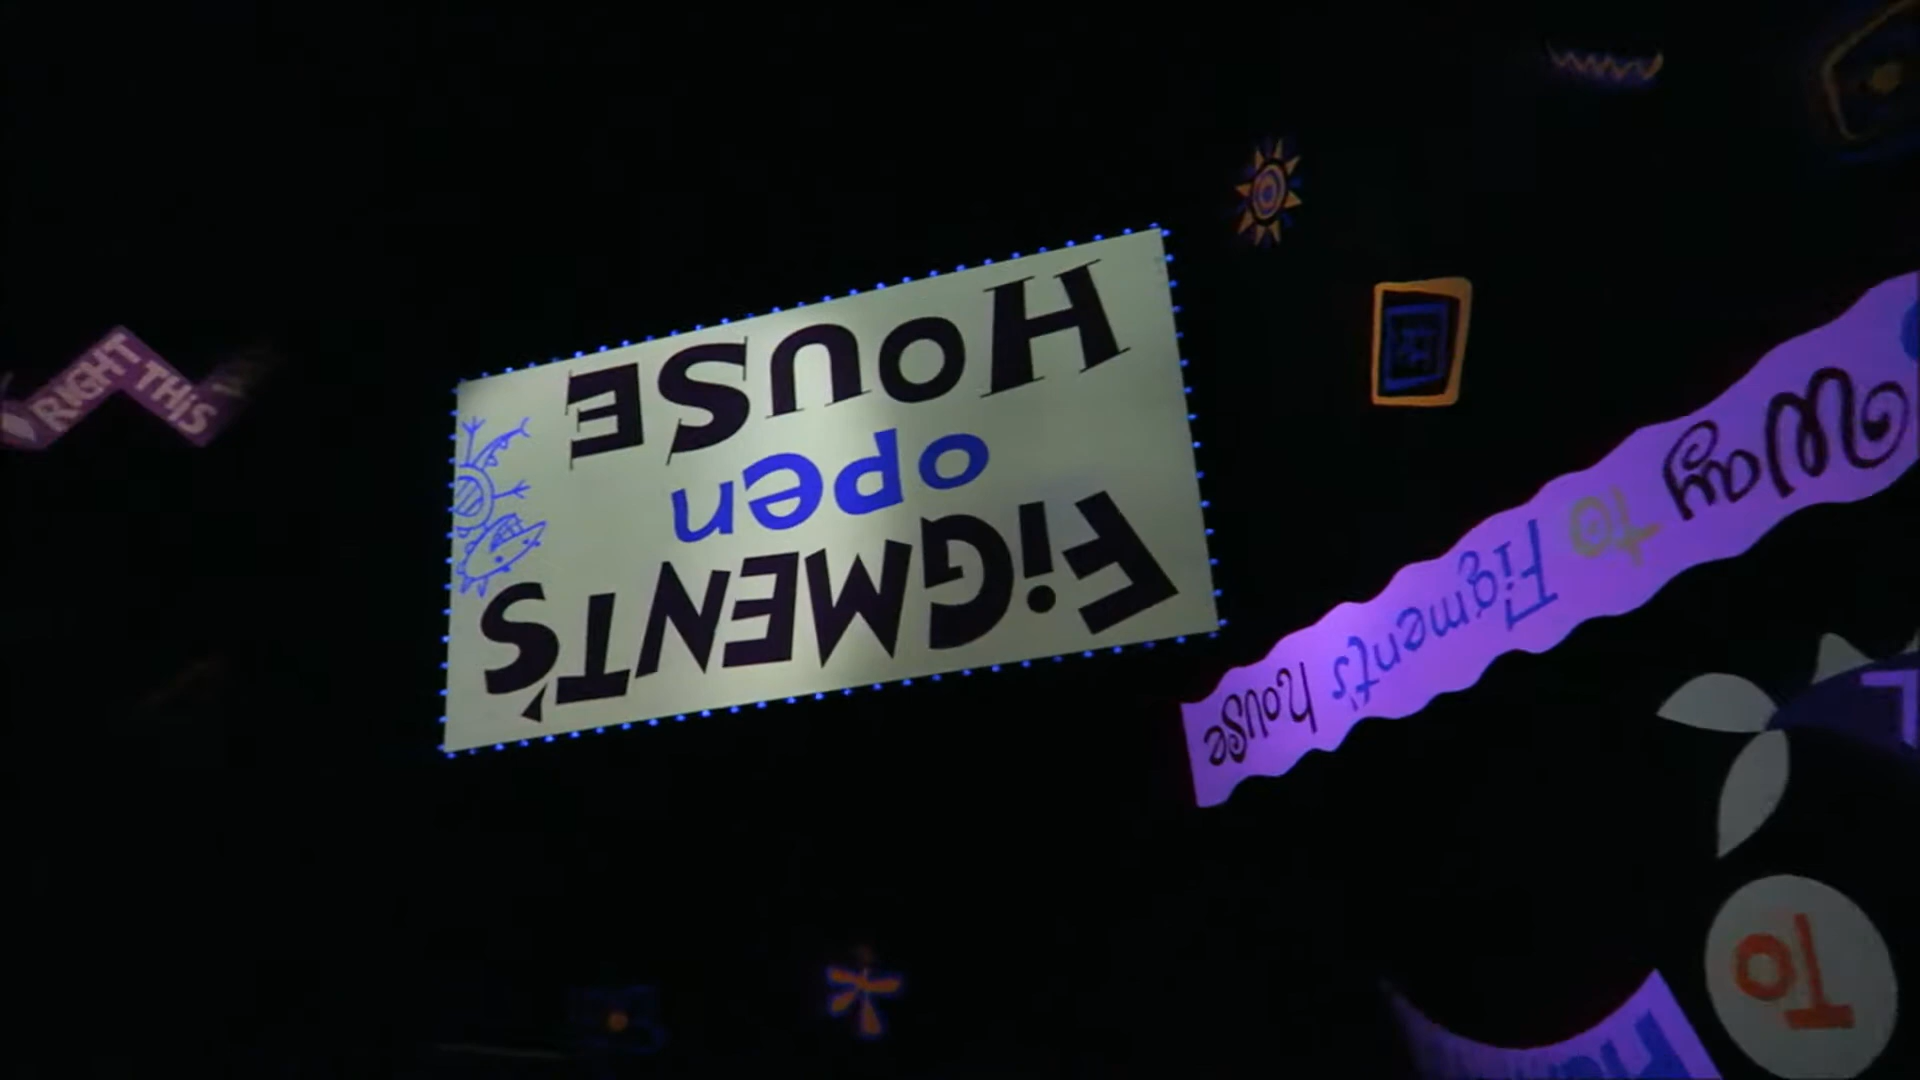 FiGMENT'S
open
HOUSE
Way To Figment's house
RIGHT THiS
To